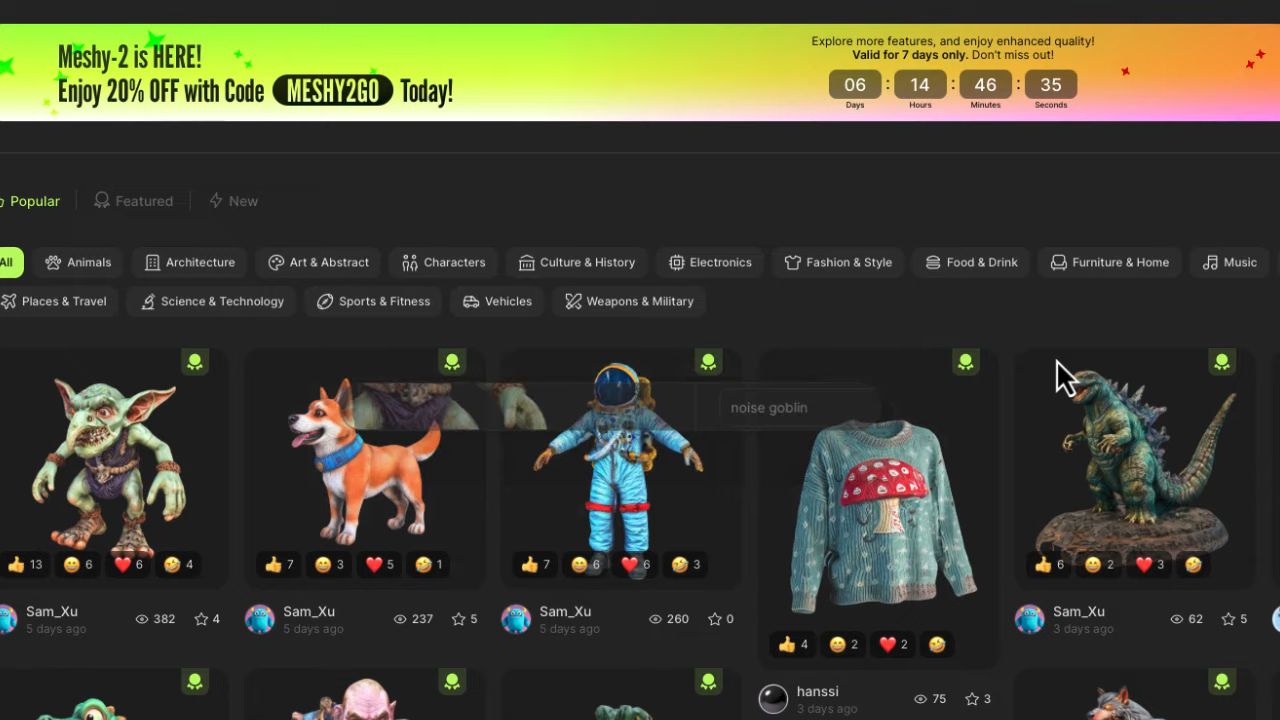 Meshy-2 is HERE!
Enjoy 20% OFF with Code MESHY2GO Today!
Explore more features, and enjoy enhanced quality!
Valid for 7 days only. Don't miss out!
06 : 14 : 46 : 35
Days Hours Minutes Seconds
Popular Featured New
All Animals Architecture Art & Abstract Characters Culture & History Electronics Fashion & Style Food & Drink Furniture & Home Music
Places & Travel Science & Technology Sports & Fitness Vehicles Weapons & Military
noise goblin
13 6 6 4
7 3 5 1
7 6 6 3
6 2 3
Sam_Xu 382 4
5 days ago
Sam_Xu 237 5
5 days ago
Sam_Xu 260 0
5 days ago
4 2 2
hanssi 75 3
3 days ago
Sam_Xu 62 5
3 days ago